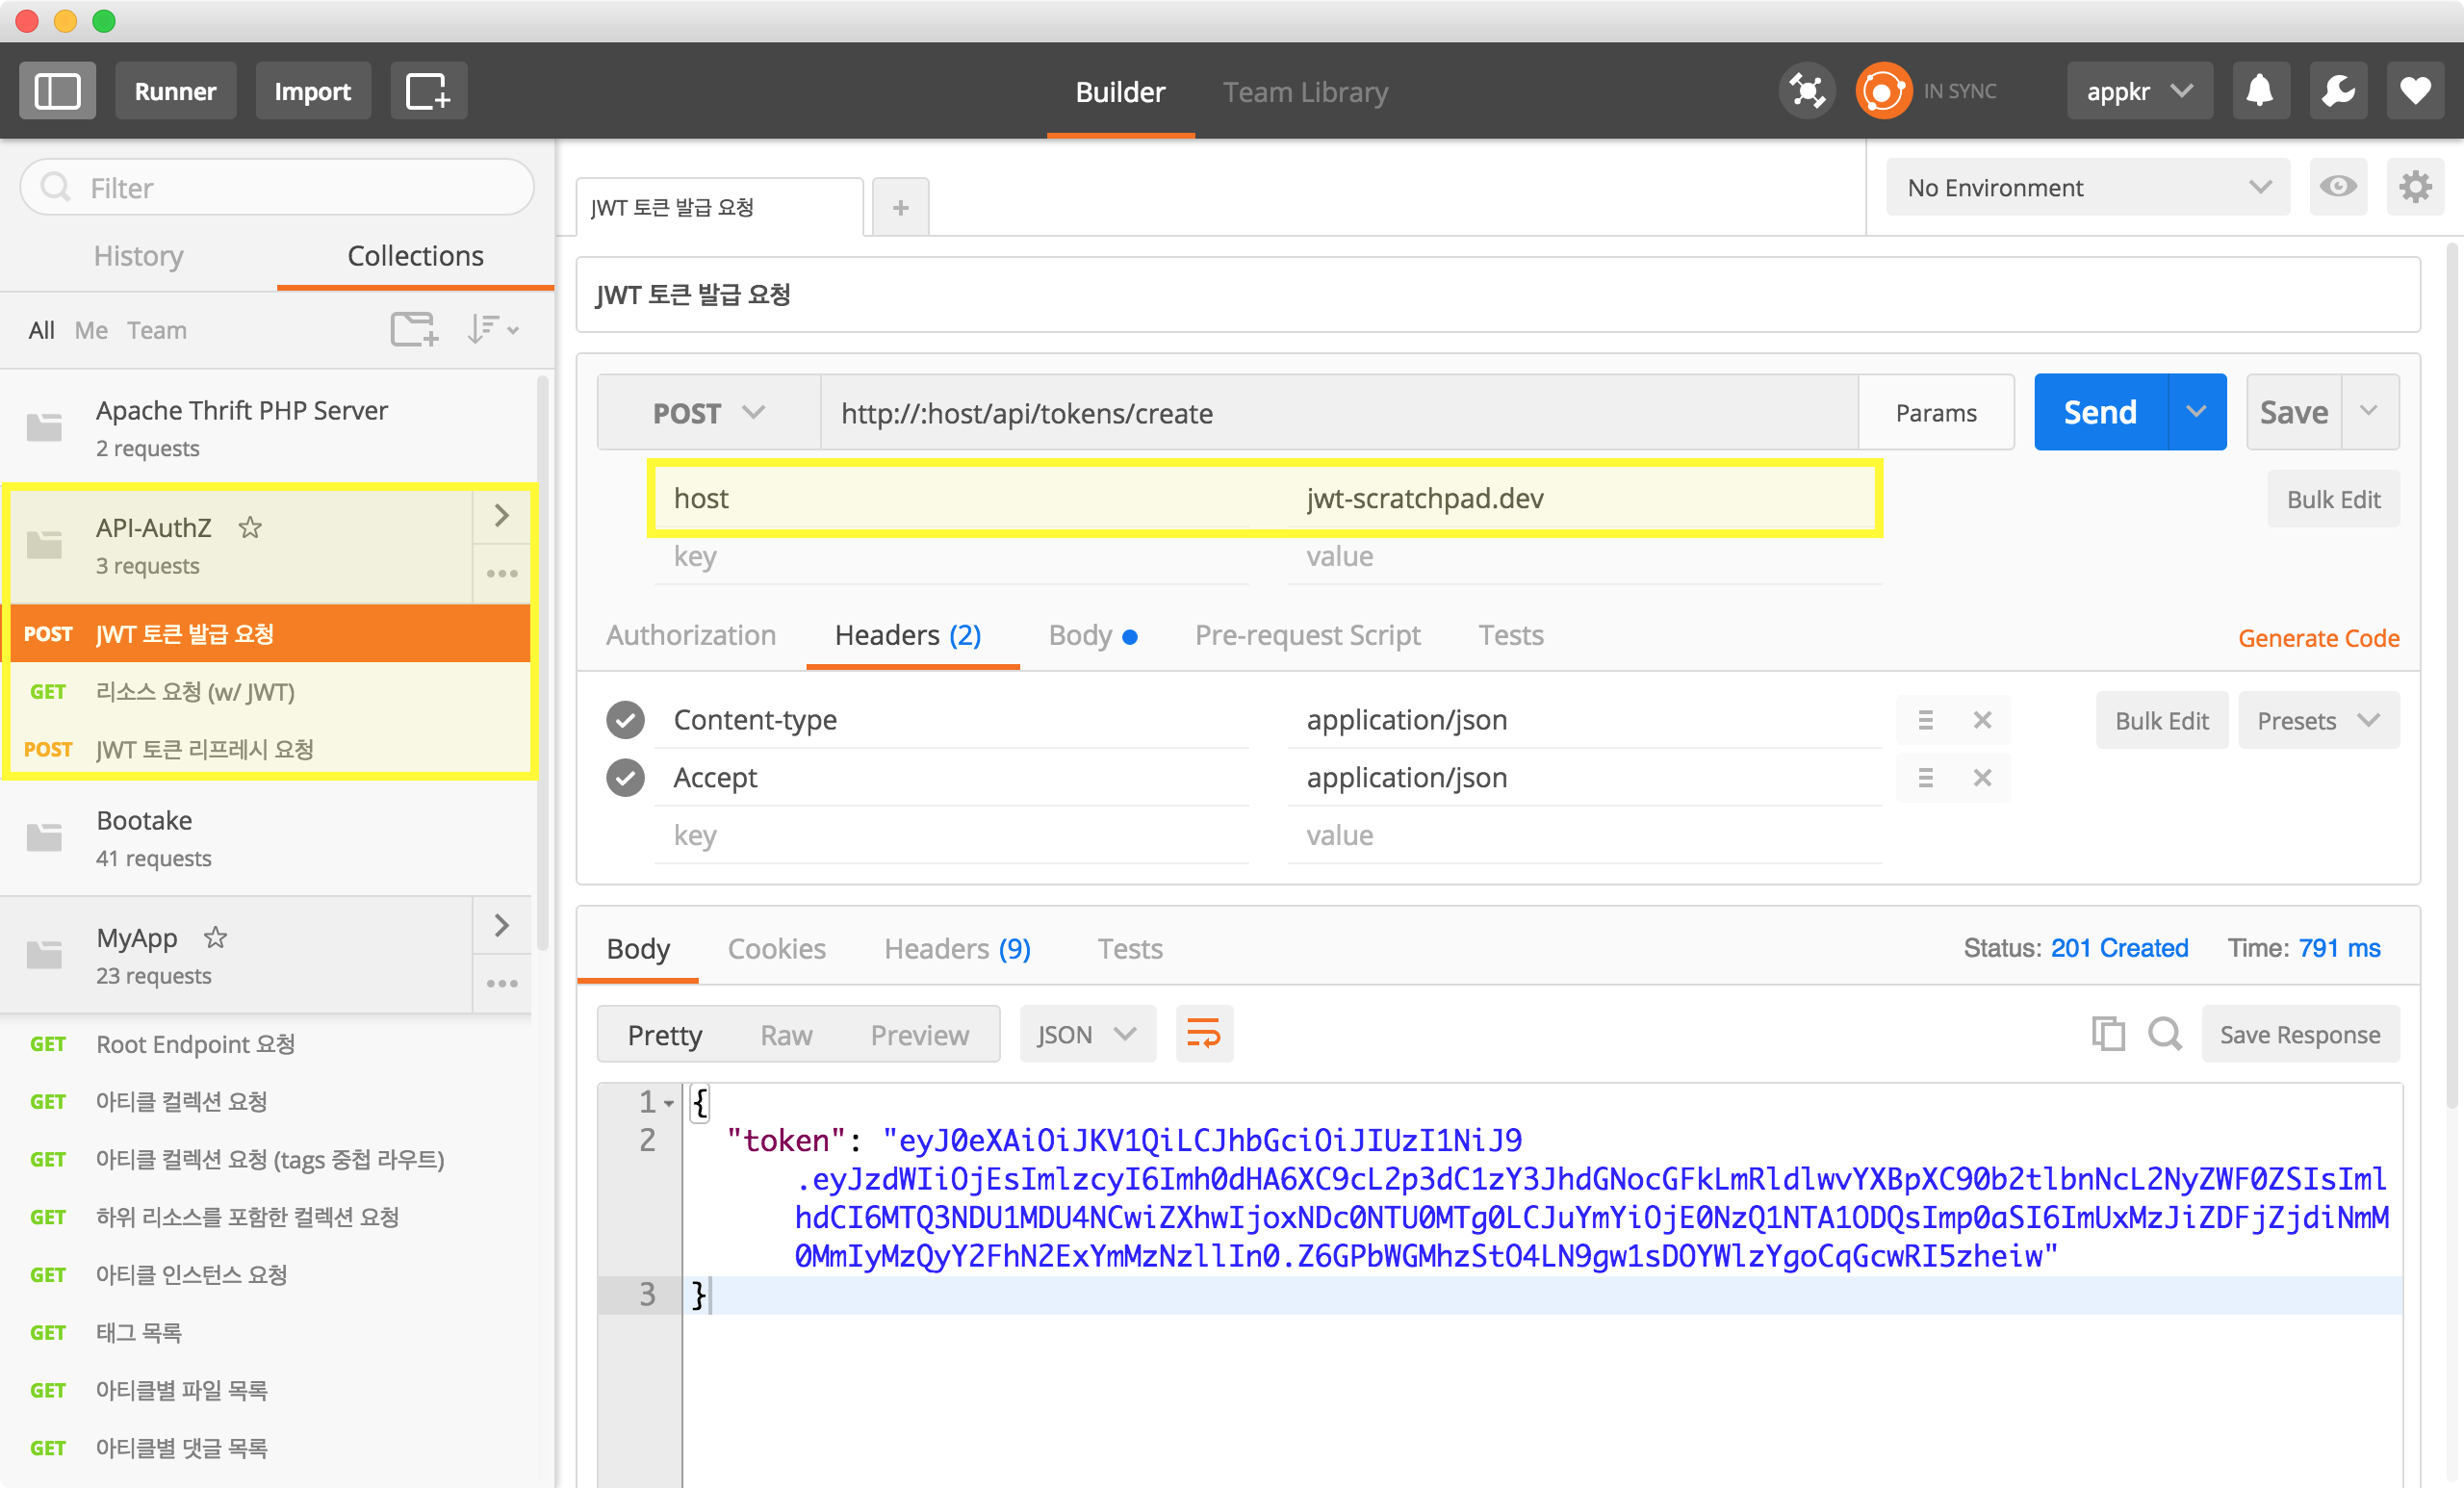 Runner
Import
Builder
Team Library
IN SYNC
appkr
Filter
History
Collections
All
Me
Team
Apache Thrift PHP Server
2 requests
API-AuthZ
3 requests
POST JWT 토큰 발급 요청
GET 리소스 요청 (w/ JWT)
POST JWT 토큰 리프레시 요청
Bootake
41 requests
MyApp
23 requests
GET Root Endpoint 요청
GET 아티클 컬렉션 요청
GET 아티클 컬렉션 요청 (tags 중첩 라우트)
GET 하위 리소스를 포함한 컬렉션 요청
GET 아티클 인스턴스 요청
GET 태그 목록
GET 아티클별 파일 목록
GET 아티클별 댓글 목록
JWT 토큰 발급 요청
+
No Environment
JWT 토큰 발급 요청
POST
http://:host/api/tokens/create
Params
Send
Save
host jwt-scratchpad.dev
Bulk Edit
key value
Authorization
Headers (2)
Body
Pre-request Script
Tests
Generate Code
Content-type application/json
Bulk Edit
Presets
Accept application/json
key value
Body
Cookies
Headers (9)
Tests
Status: 201 Created
Time: 791 ms
Pretty
Raw
Preview
JSON
Save Response
1 {
2 "token": "eyJ0eXAiOiJKV1QiLCJhbGciOiJIUzI1NiJ9
.eyJzdWIiOjEsImlzcyI6Imh0dHA6XC9cL2p3dC1zY3JhdGNocGFkLmRldlwvYXBpXC90b2tlbnNcL2NyZWF0ZSIsIml
hdCI6MTQ3NDU1MDU4NCwiZXhwIjoxNDc0NTU0MTg0LCJuYmYiOjE0NzQ1NTA1ODQsImp0aSI6ImUxMzJiZDFjZjdiNmM
0MmIyMzQyY2FhN2ExYmMzNzllIn0.Z6GPbWGMhzStO4LN9gw1sDOYWlzYgoCqGcwRI5zheiw"
3 }